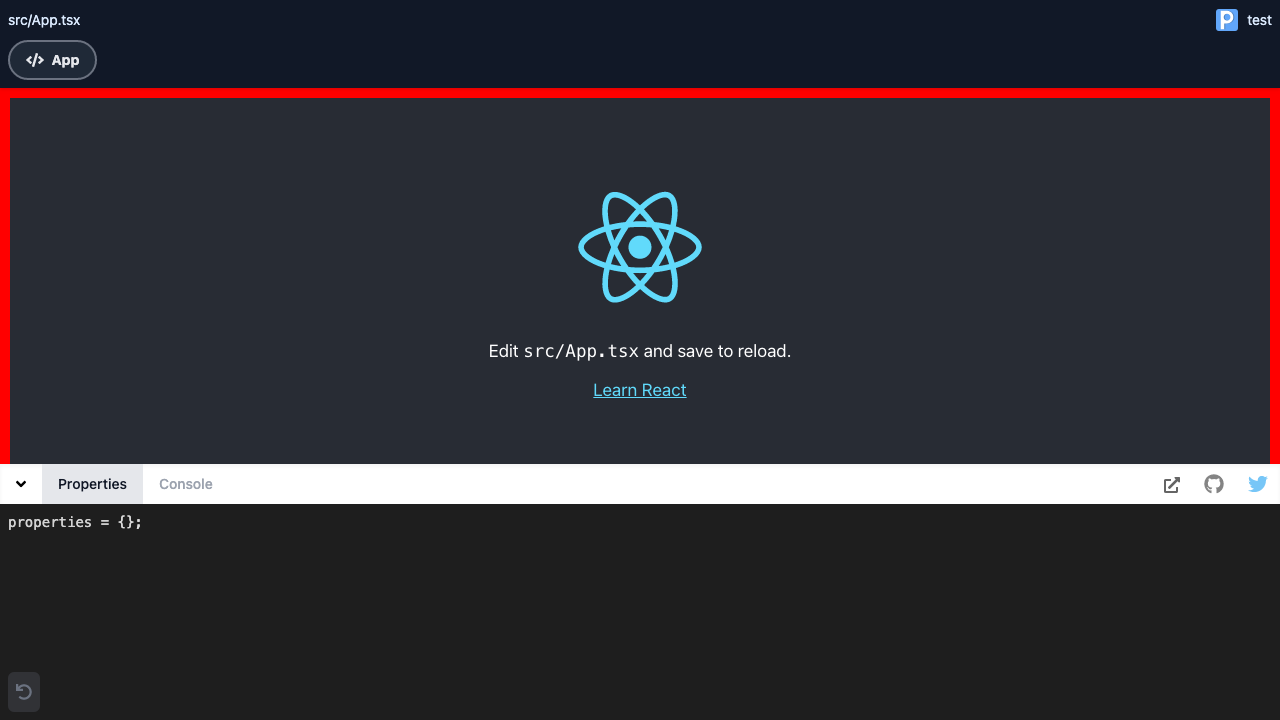 src/App.tsx
P test
App
Edit src/App.tsx and save to reload.
Learn React
Properties Console
properties = {};